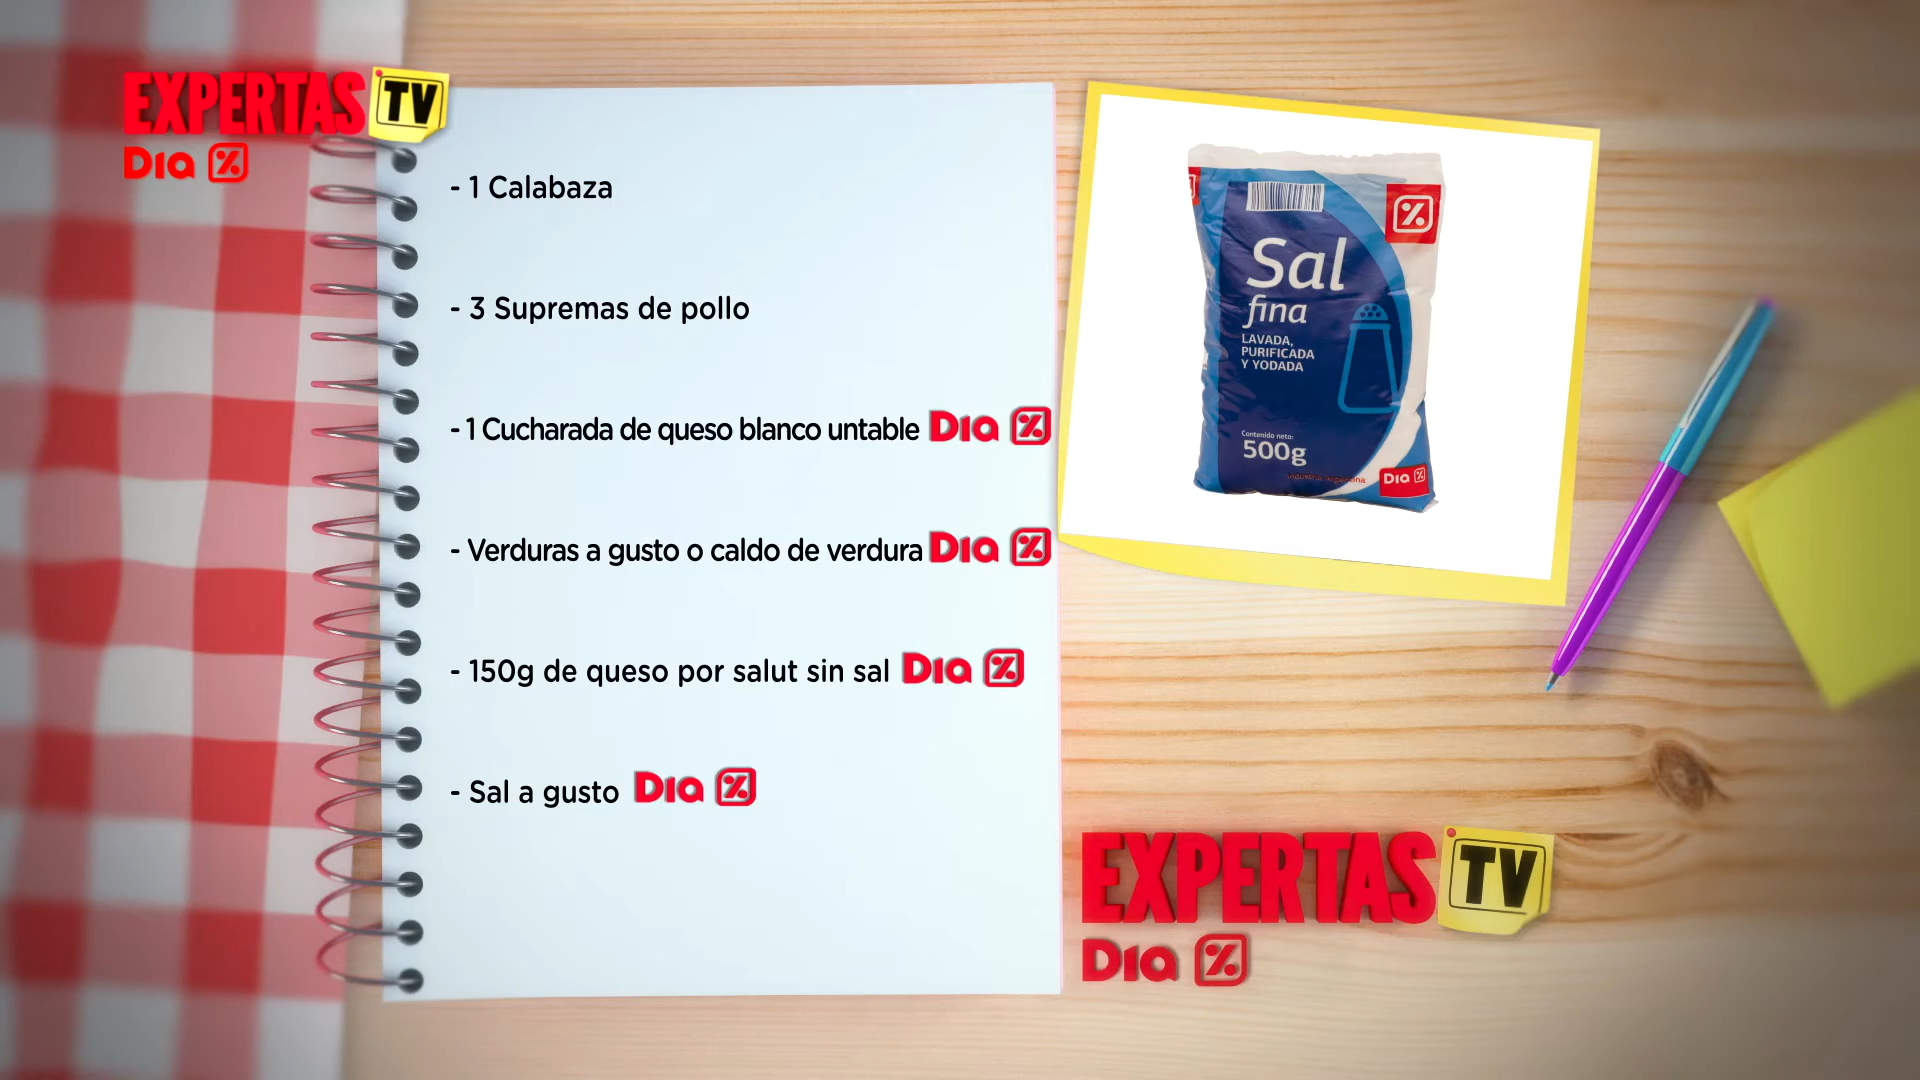 EXPERTAS TV
Dia %
- 1 Calabaza
- 3 Supremas de pollo
- 1 Cucharada de queso blanco untable Dia %
- Verduras a gusto o caldo de verdura Dia %
- 150g de queso por salut sin sal Dia %
- Sal a gusto Dia %
%
Sal
fina
LAVADA,
PURIFICADA
Y YODADA
Contenido neto:
500g
Industria Argentina
Dia %
EXPERTAS TV
Dia %